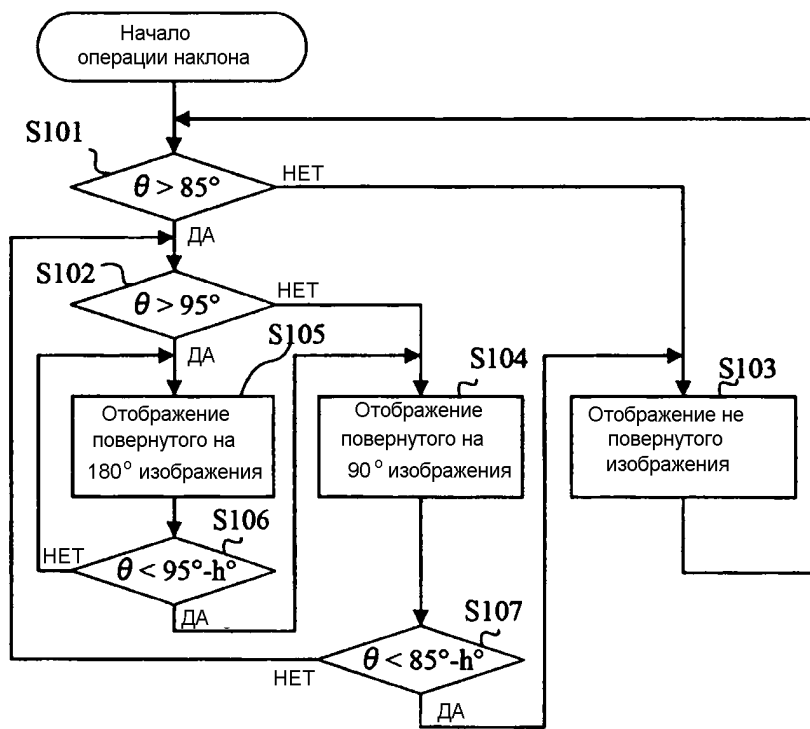 Начало
операции наклона
S101
θ > 85°
НЕТ
ДА
S102
θ > 95°
НЕТ
ДА
S105
S104
S103
Отображение
повернутого на
180° изображения
Отображение
повернутого на
90° изображения
Отображение не
повернутого
изображения
S106
НЕТ
θ < 95°-h°
ДА
S107
θ < 85°-h°
НЕТ
ДА